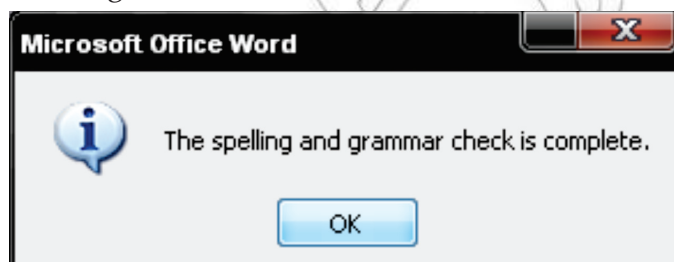 Microsoft Office Word
The spelling and grammar check is complete.
OK